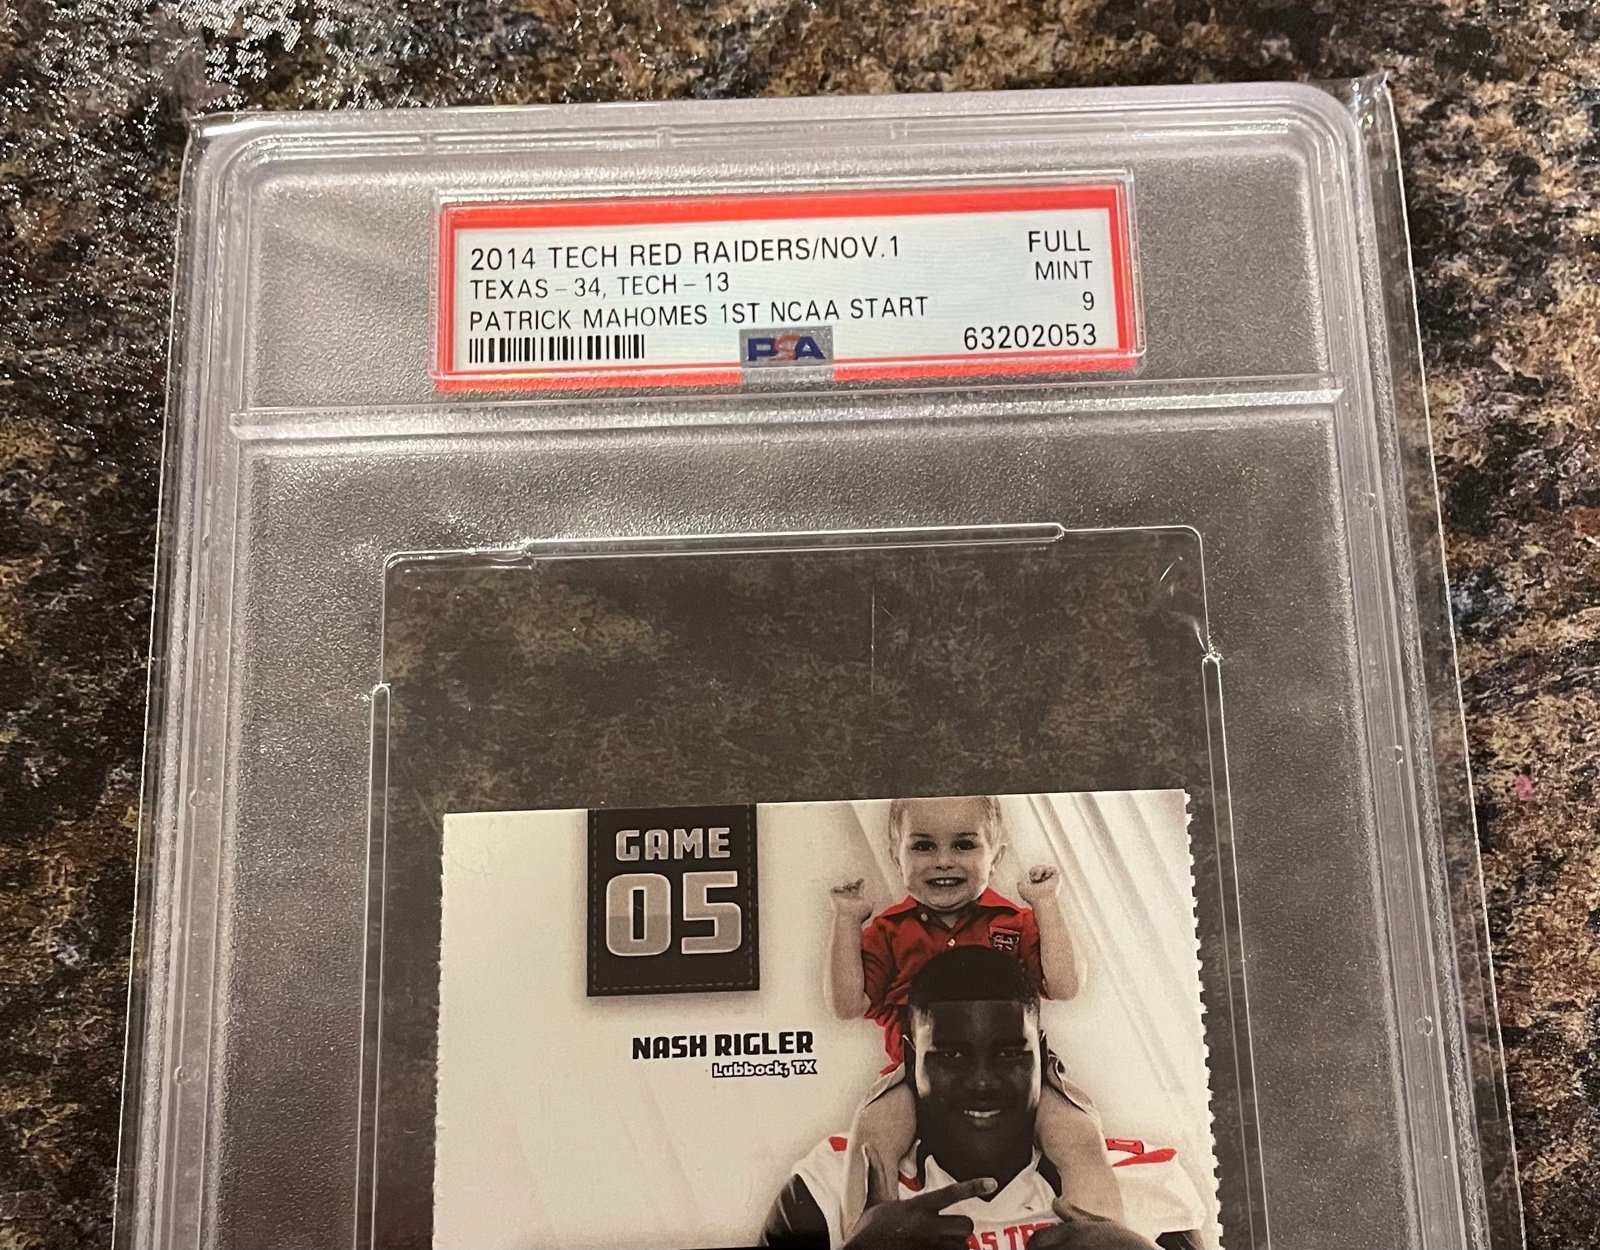 2014 TECH RED RAIDERS/NOV.1 FULL
TEXAS-34, TECH-13 MINT
PATRICK MAHOMES 1ST NCAA START 9
PSA 63202053
GAME
05
NASH RIGLER
Lubbock, TX